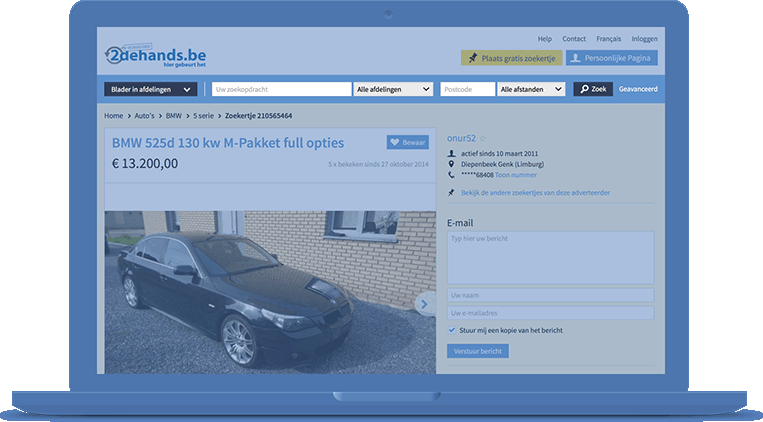 Help Contact Français Inloggen
2dehands.be
hier gebeurt het
Plaats gratis zoekertje
Persoonlijke Pagina
Blader in afdelingen
Uw zoekopdracht
Alle afdelingen
Postcode
Alle afstanden
Zoek
Geavanceerd
Home > Auto's > BMW > 5 serie > Zoekertje 210565464
BMW 525d 130 kw M-Pakket full opties
Bewaar
€ 13.200,00
5 x bekeken sinds 27 oktober 2014
onur52
actief sinds 10 maart 2011
Diepenbeek Genk (Limburg)
*****68408 Toon nummer
Bekijk de andere zoekertjes van deze adverteerder
E-mail
Typ hier uw bericht
Uw naam
Uw e-mailadres
Stuur mij een kopie van het bericht
Verstuur bericht